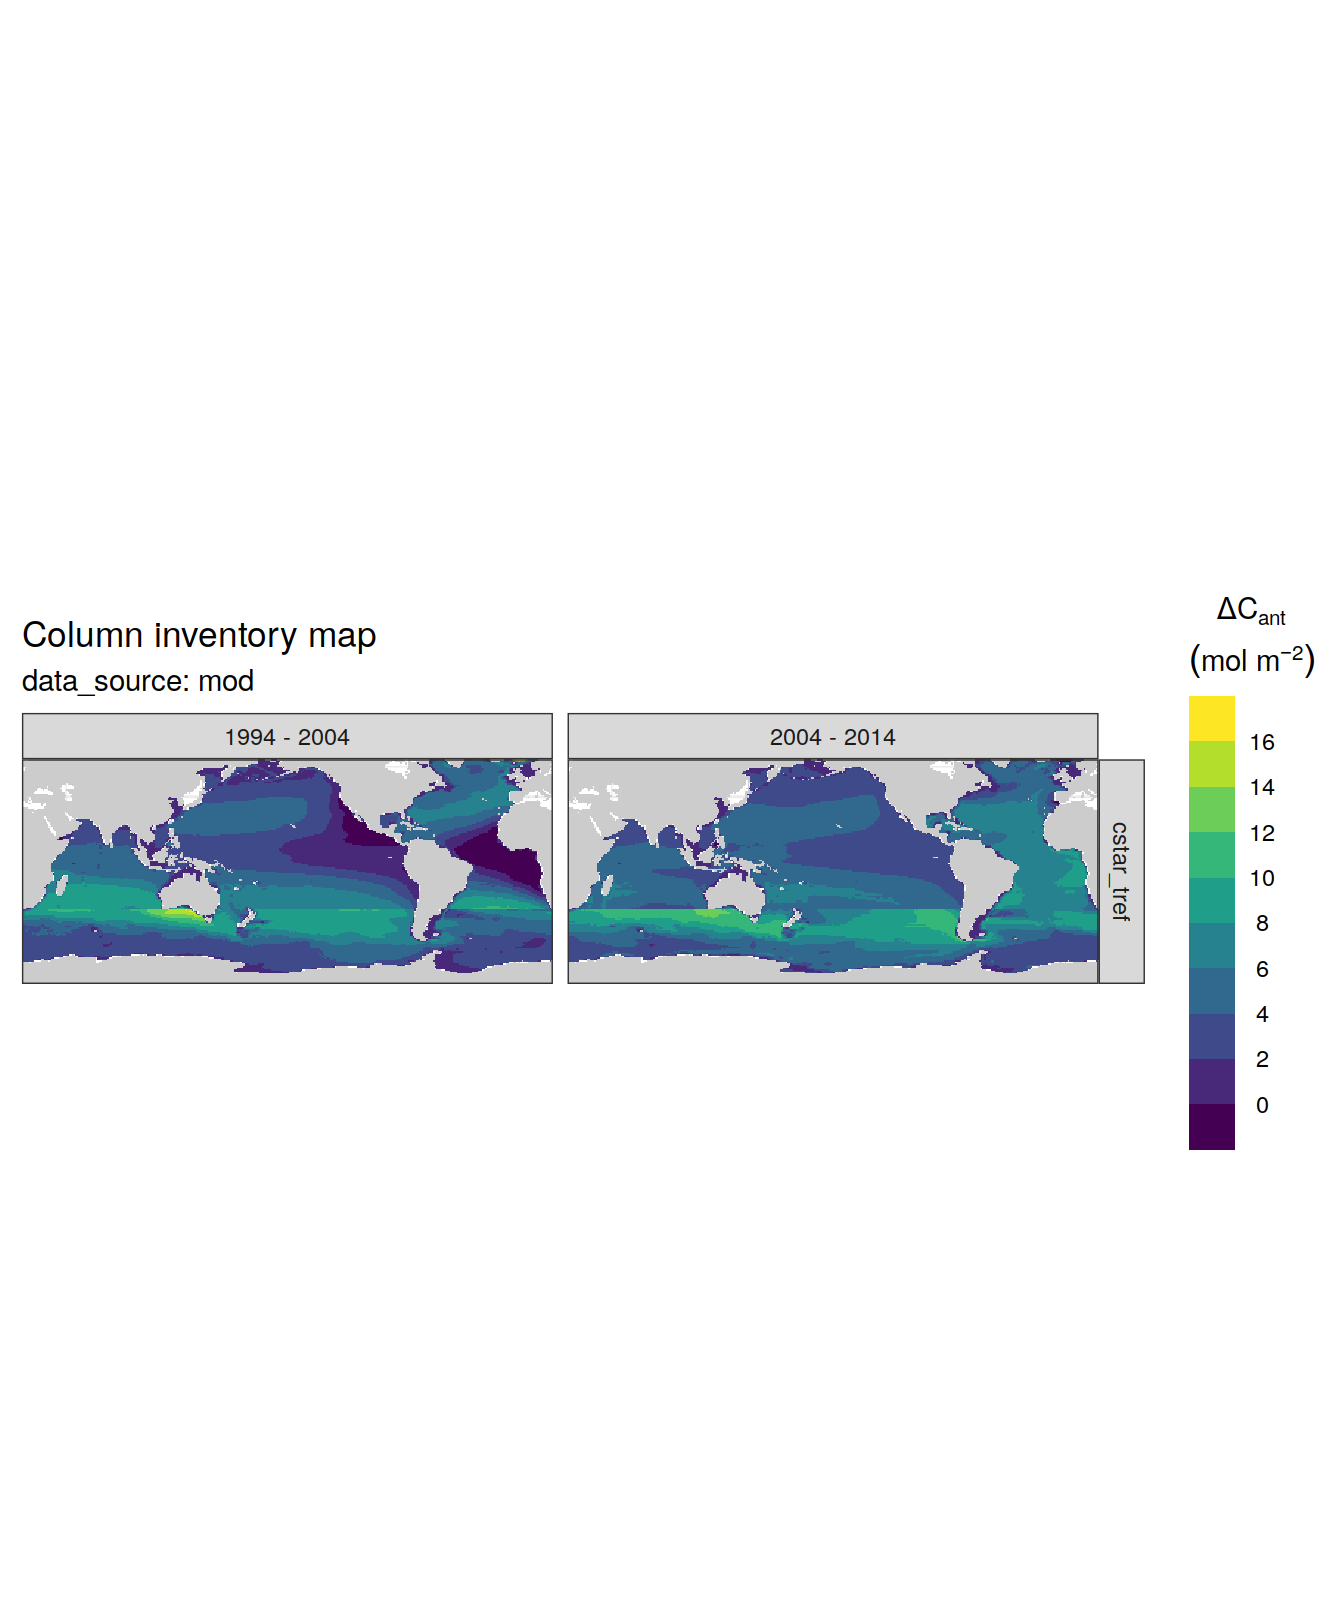 Column inventory map
data_source: mod
1994 - 2004
2004 - 2014
cstar_tref
ΔCant
(mol m−2)
16
14
12
10
8
6
4
2
0